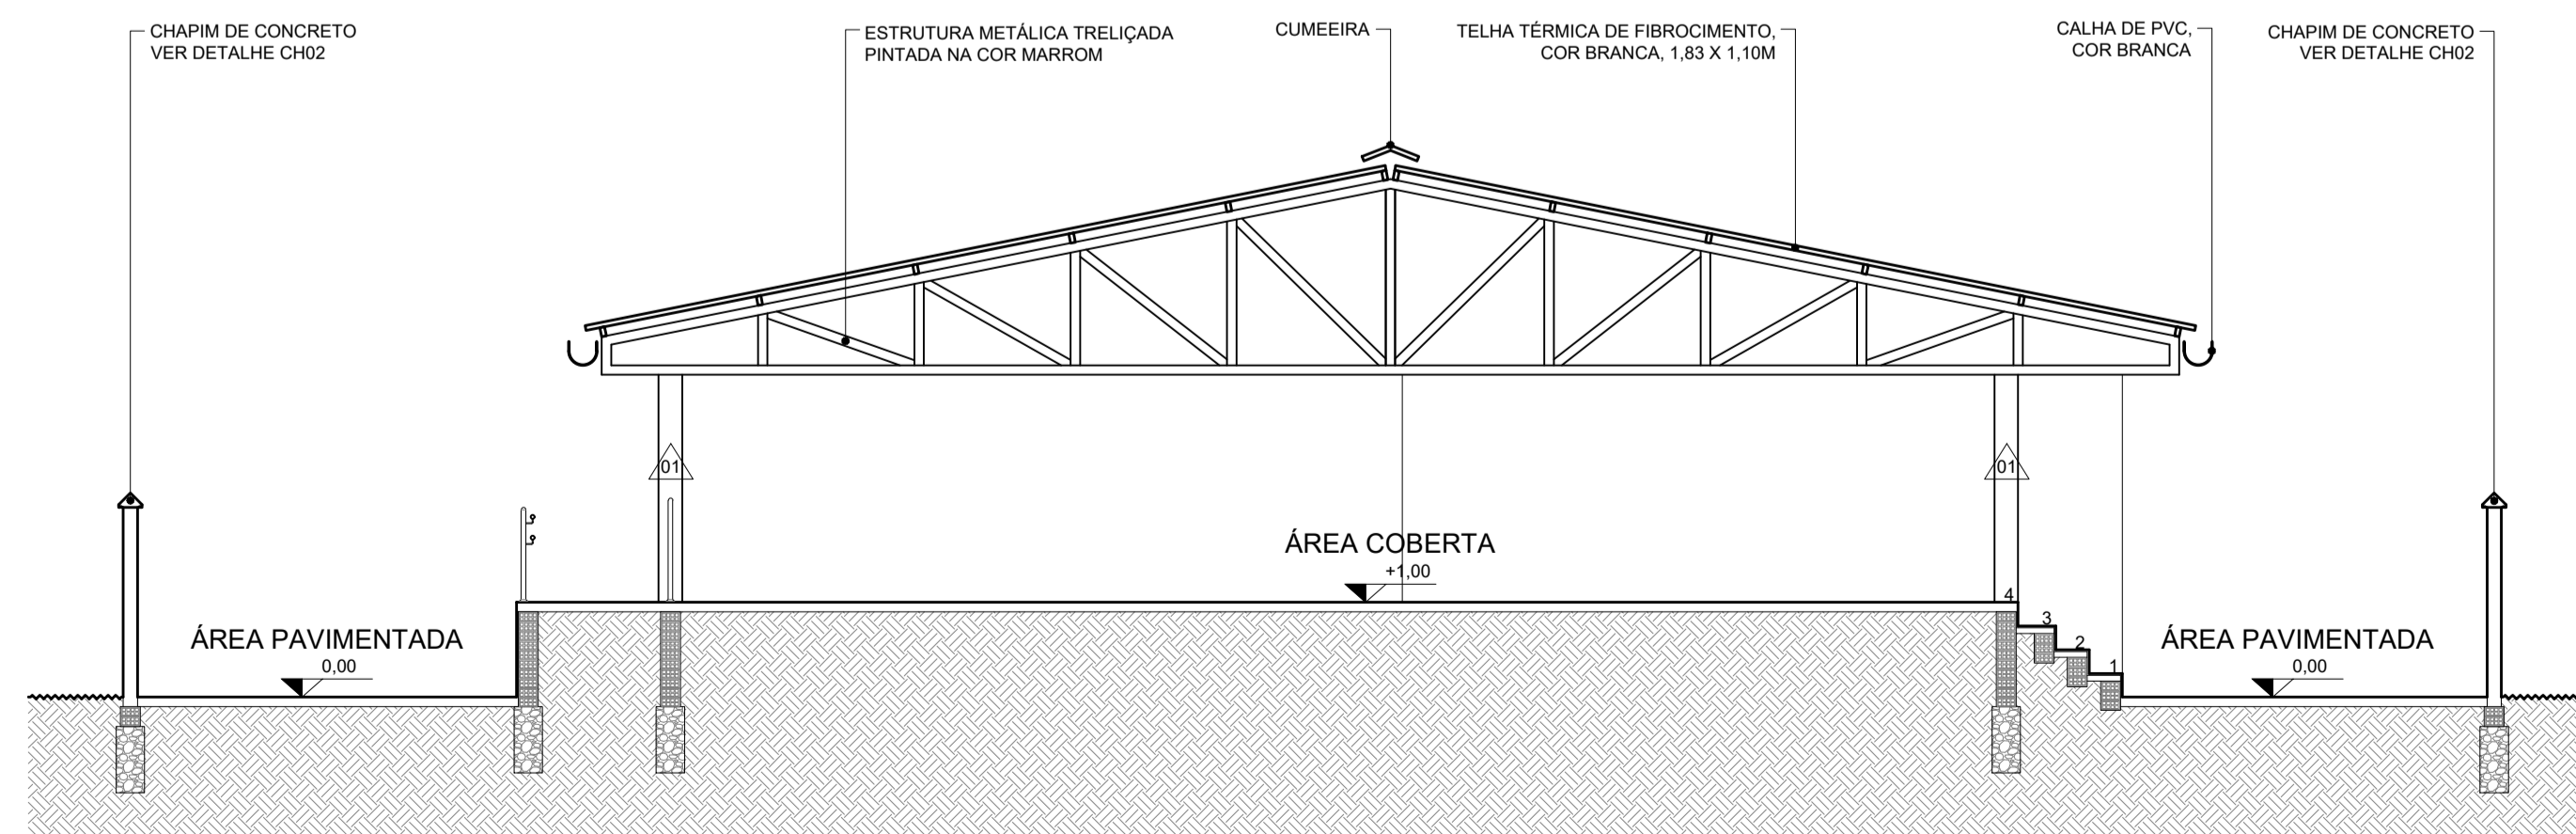 CHAPIM DE CONCRETO
VER DETALHE CH02
ESTRUTURA METÁLICA TRELIÇADA
PINTADA NA COR MARROM
CUMEEIRA
TELHA TÉRMICA DE FIBROCIMENTO,
COR BRANCA, 1,83 X 1,10M
CALHA DE PVC,
COR BRANCA
CHAPIM DE CONCRETO
VER DETALHE CH02
01
01
ÁREA COBERTA
+1,00
4
3
2
1
ÁREA PAVIMENTADA
0,00
ÁREA PAVIMENTADA
0,00